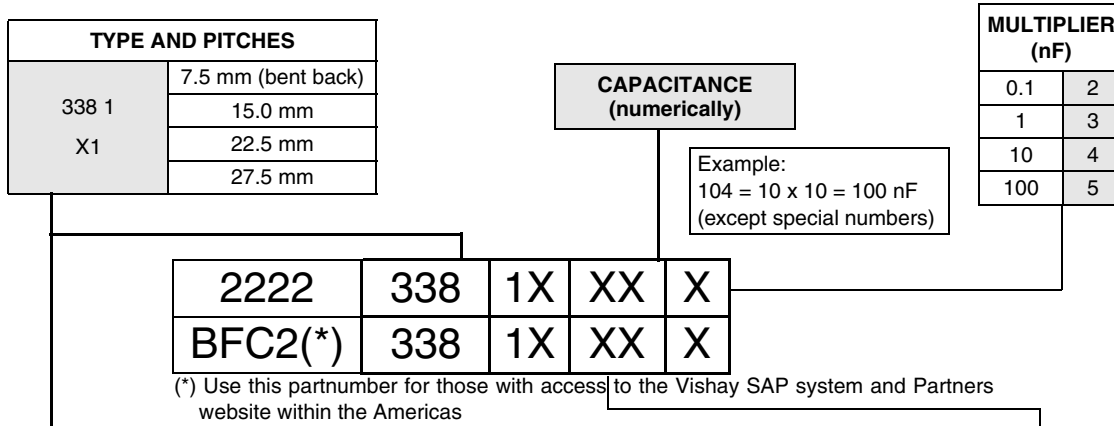 TYPE AND PITCHES
338 1
X1
7.5 mm (bent back)
15.0 mm
22.5 mm
27.5 mm
CAPACITANCE
(numerically)
Example:
104 = 10 x 10 = 100 nF
(except special numbers)
MULTIPLIER
(nF)
0.1 2
1 3
10 4
100 5
2222 338 1X XX X
BFC2(*) 338 1X XX X
(*) Use this partnumber for those with access to the Vishay SAP system and Partners
website within the Americas